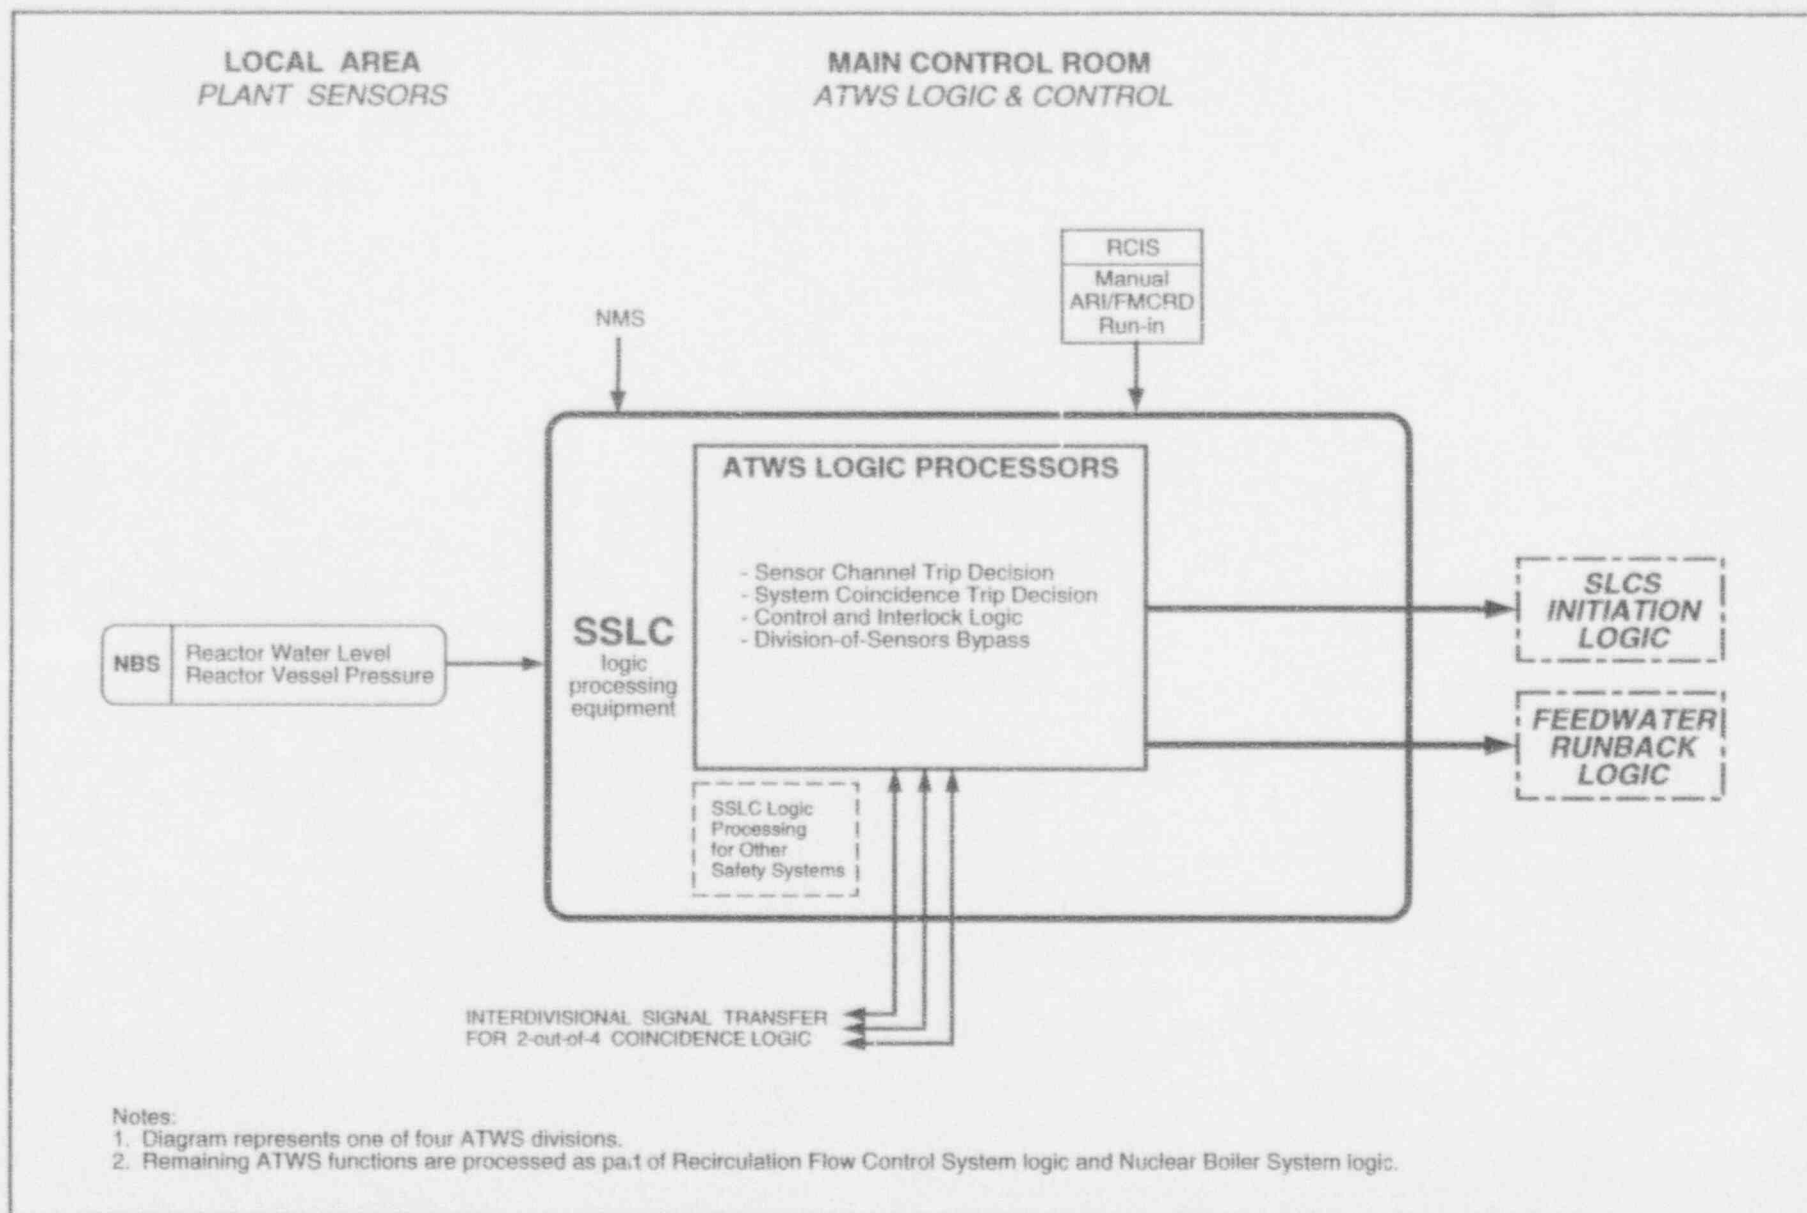 LOCAL AREA
PLANT SENSORS
MAIN CONTROL ROOM
ATWS LOGIC & CONTROL
RCIS
Manual
ARI/FMCRD
Run-in
NMS
ATWS LOGIC PROCESSORS
- Sensor Channel Trip Decision
- System Coincidence Trip Decision
- Control and Interlock Logic
- Division-of-Sensors Bypass
SSLC
logic
processing
equipment
NBS
Reactor Water Level
Reactor Vessel Pressure
SLCS
INITIATION
LOGIC
FEEDWATER
RUNBACK
LOGIC
SSLC Logic
Processing
for Other
Safety Systems
INTERDIVISIONAL SIGNAL TRANSFER
FOR 2-out-of-4 COINCIDENCE LOGIC
Notes:
1. Diagram represents one of four ATWS divisions.
2. Remaining ATWS functions are processed as part of Recirculation Flow Control System logic and Nuclear Boiler System logic.